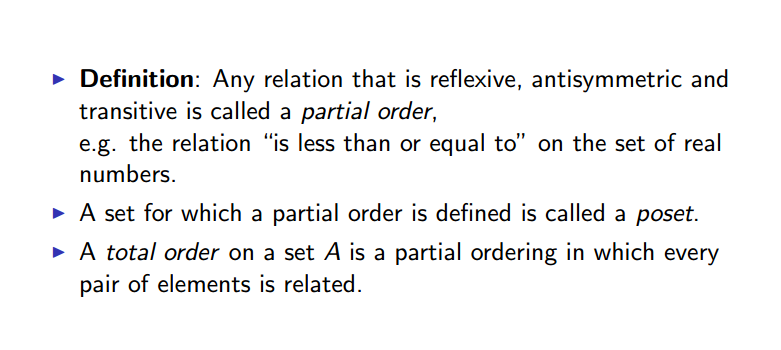 ▶ Definition: Any relation that is reflexive, antisymmetric and
transitive is called a partial order,
e.g. the relation “is less than or equal to” on the set of real
numbers.
▶ A set for which a partial order is defined is called a poset.
▶ A total order on a set A is a partial ordering in which every
pair of elements is related.